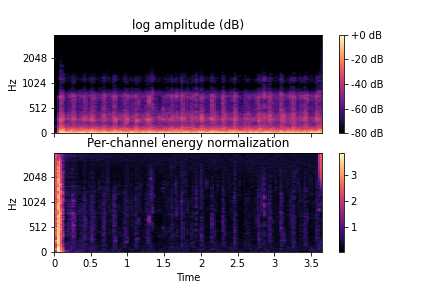 log amplitude (dB)
Hz
2048
1024
512
0
+0 dB
-20 dB
-40 dB
-60 dB
-80 dB
Per-channel energy normalization
Hz
2048
1024
512
0
3
2
1
0 0.5 1 1.5 2 2.5 3 3.5
Time